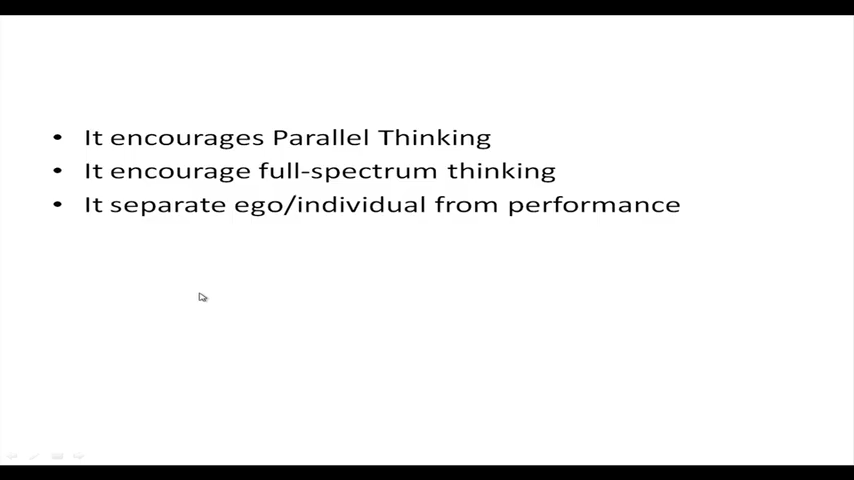 • It encourages Parallel Thinking
• It encourage full-spectrum thinking
• It separate ego/individual from performance